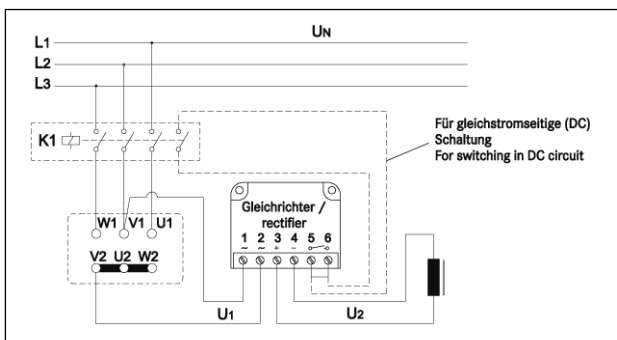 UN
L1
L2
L3
K1
Für gleichstromseitige (DC)
Schaltung
For switching in DC circuit
Gleichrichter /
rectifier
W1 V1 U1
1 2 3 4 5 6
~ ~ + −
V2 U2 W2
U1 U2